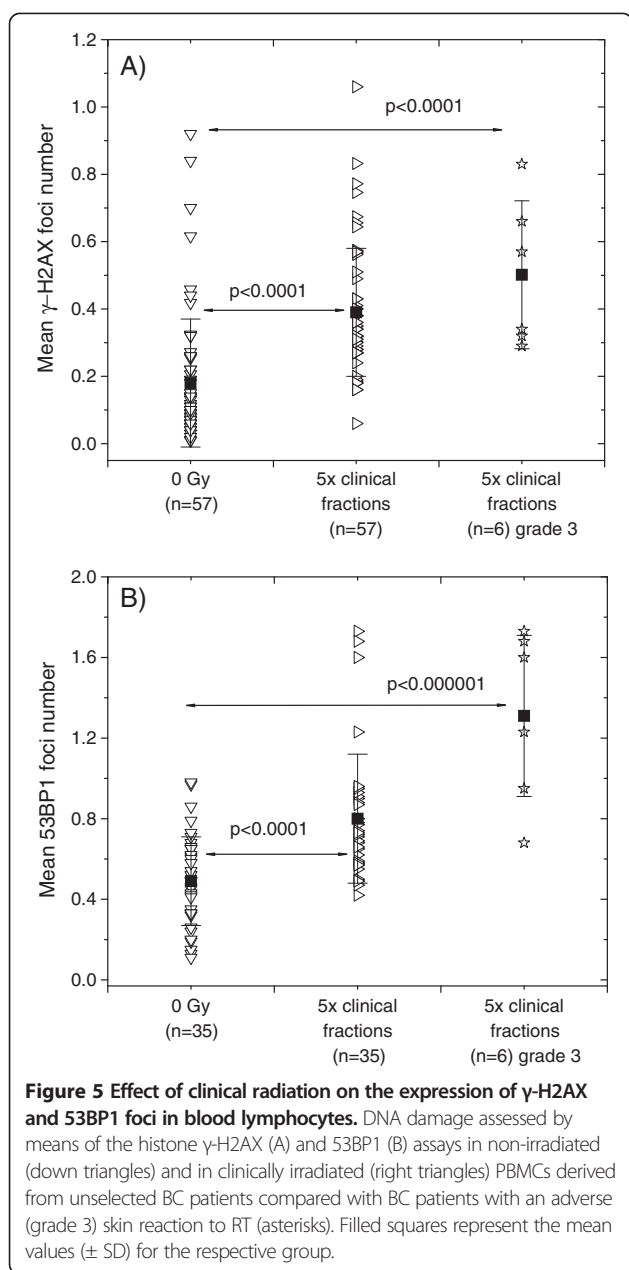 A)
1.2
1.0
0.8
0.6
0.4
0.2
0.0
Mean γ–H2AX foci number
p<0.0001
p<0.0001
0 Gy
(n=57)
5x clinical
fractions
(n=57)
5x clinical
fractions
(n=6) grade 3
B)
2.0
1.6
1.2
0.8
0.4
0.0
Mean 53BP1 foci number
p<0.000001
p<0.0001
0 Gy
(n=35)
5x clinical
fractions
(n=35)
5x clinical
fractions
(n=6) grade 3
Figure 5 Effect of clinical radiation on the expression of γ-H2AX
and 53BP1 foci in blood lymphocytes. DNA damage assessed by
means of the histone γ-H2AX (A) and 53BP1 (B) assays in non-irradiated
(down triangles) and in clinically irradiated (right triangles) PBMCs derived
from unselected BC patients compared with BC patients with an adverse
(grade 3) skin reaction to RT (asterisks). Filled squares represent the mean
values (± SD) for the respective group.